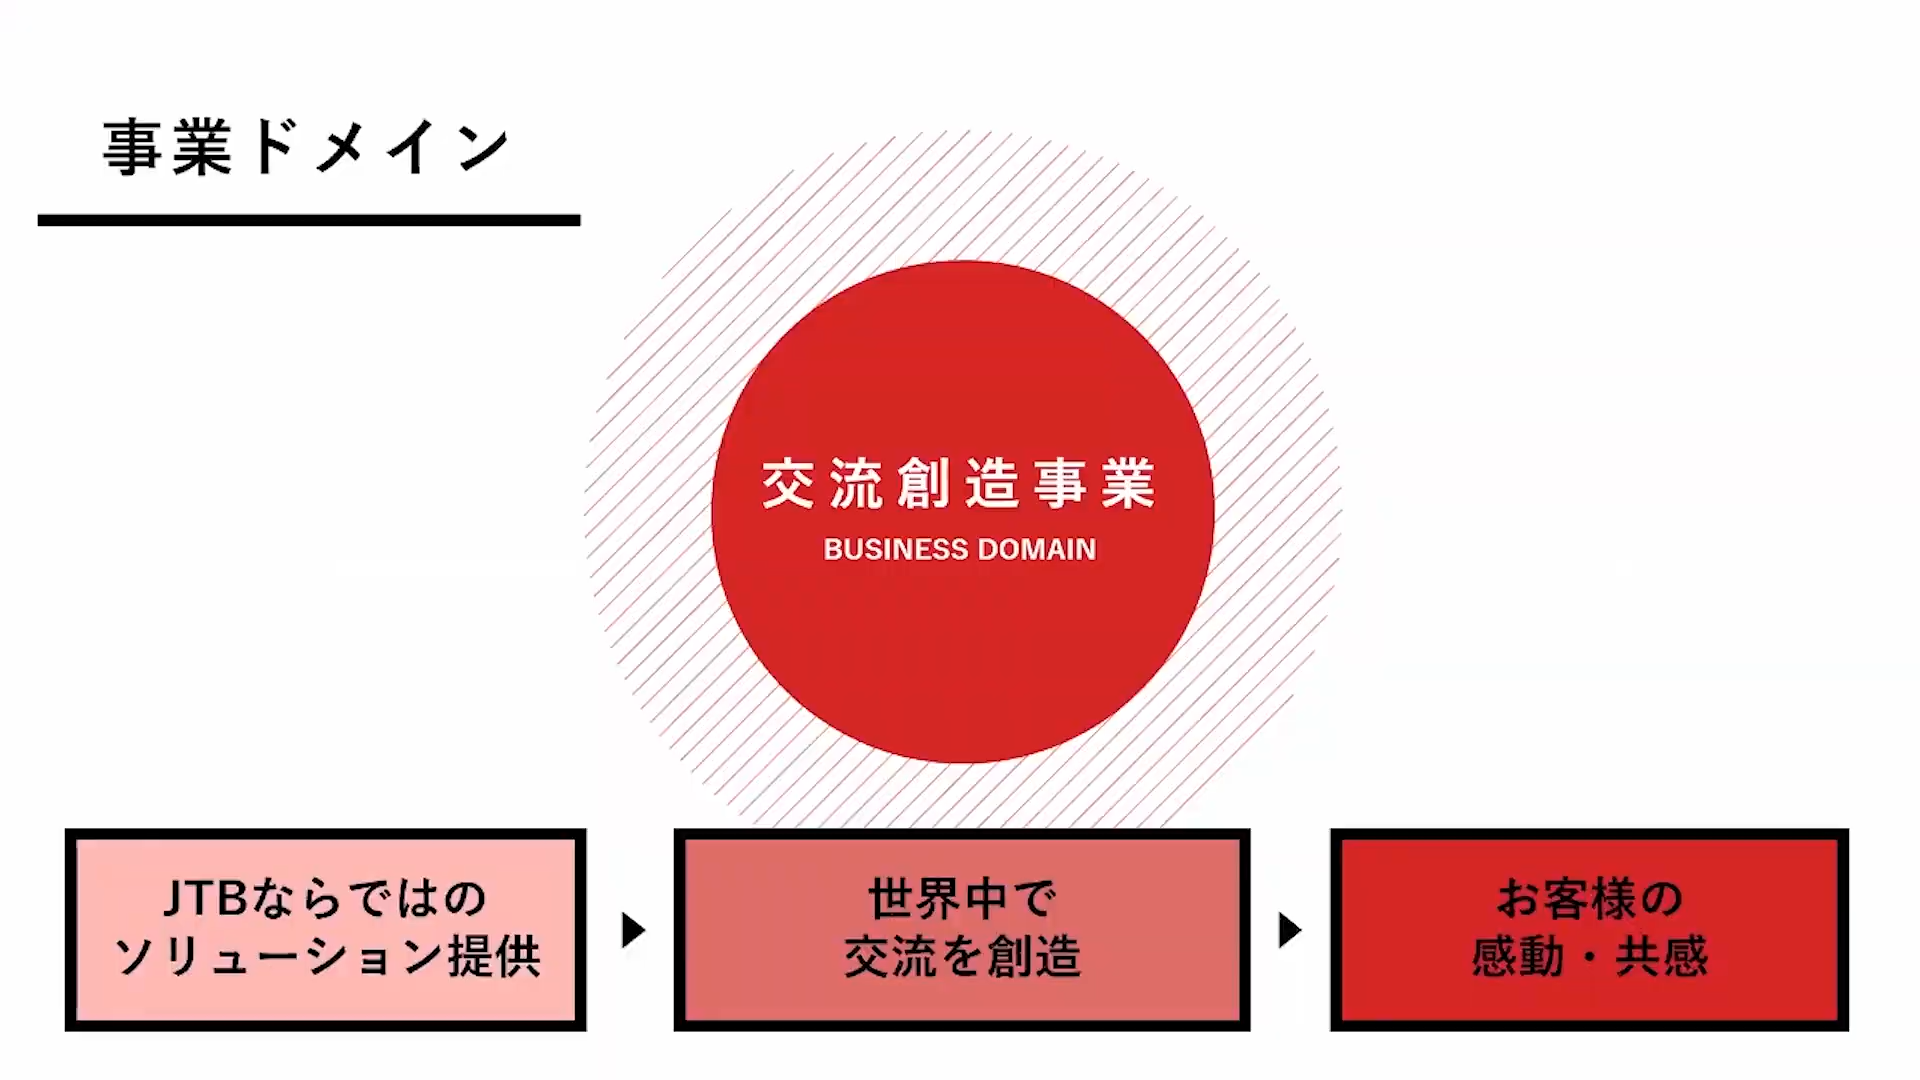 事業ドメイン
交流創造事業
BUSINESS DOMAIN
JTBならではの
ソリューション提供
世界中で
交流を創造
お客様の
感動・共感